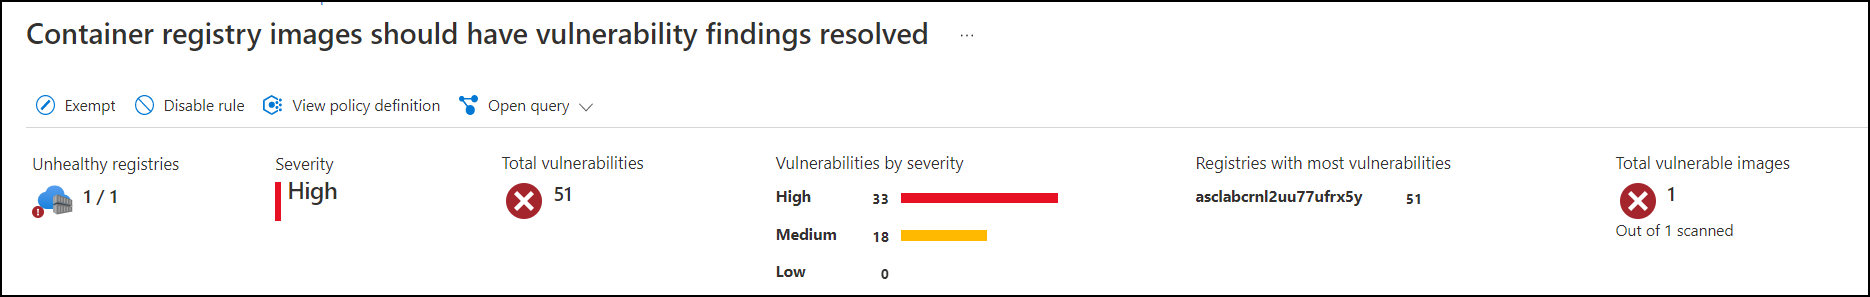 Container registry images should have vulnerability findings resolved ...
Exempt Disable rule View policy definition Open query
Unhealthy registries
1 / 1
Severity
High
Total vulnerabilities
51
Vulnerabilities by severity
High 33
Medium 18
Low 0
Registries with most vulnerabilities
asclabcrnl2uu77ufrx5y 51
Total vulnerable images
1
Out of 1 scanned